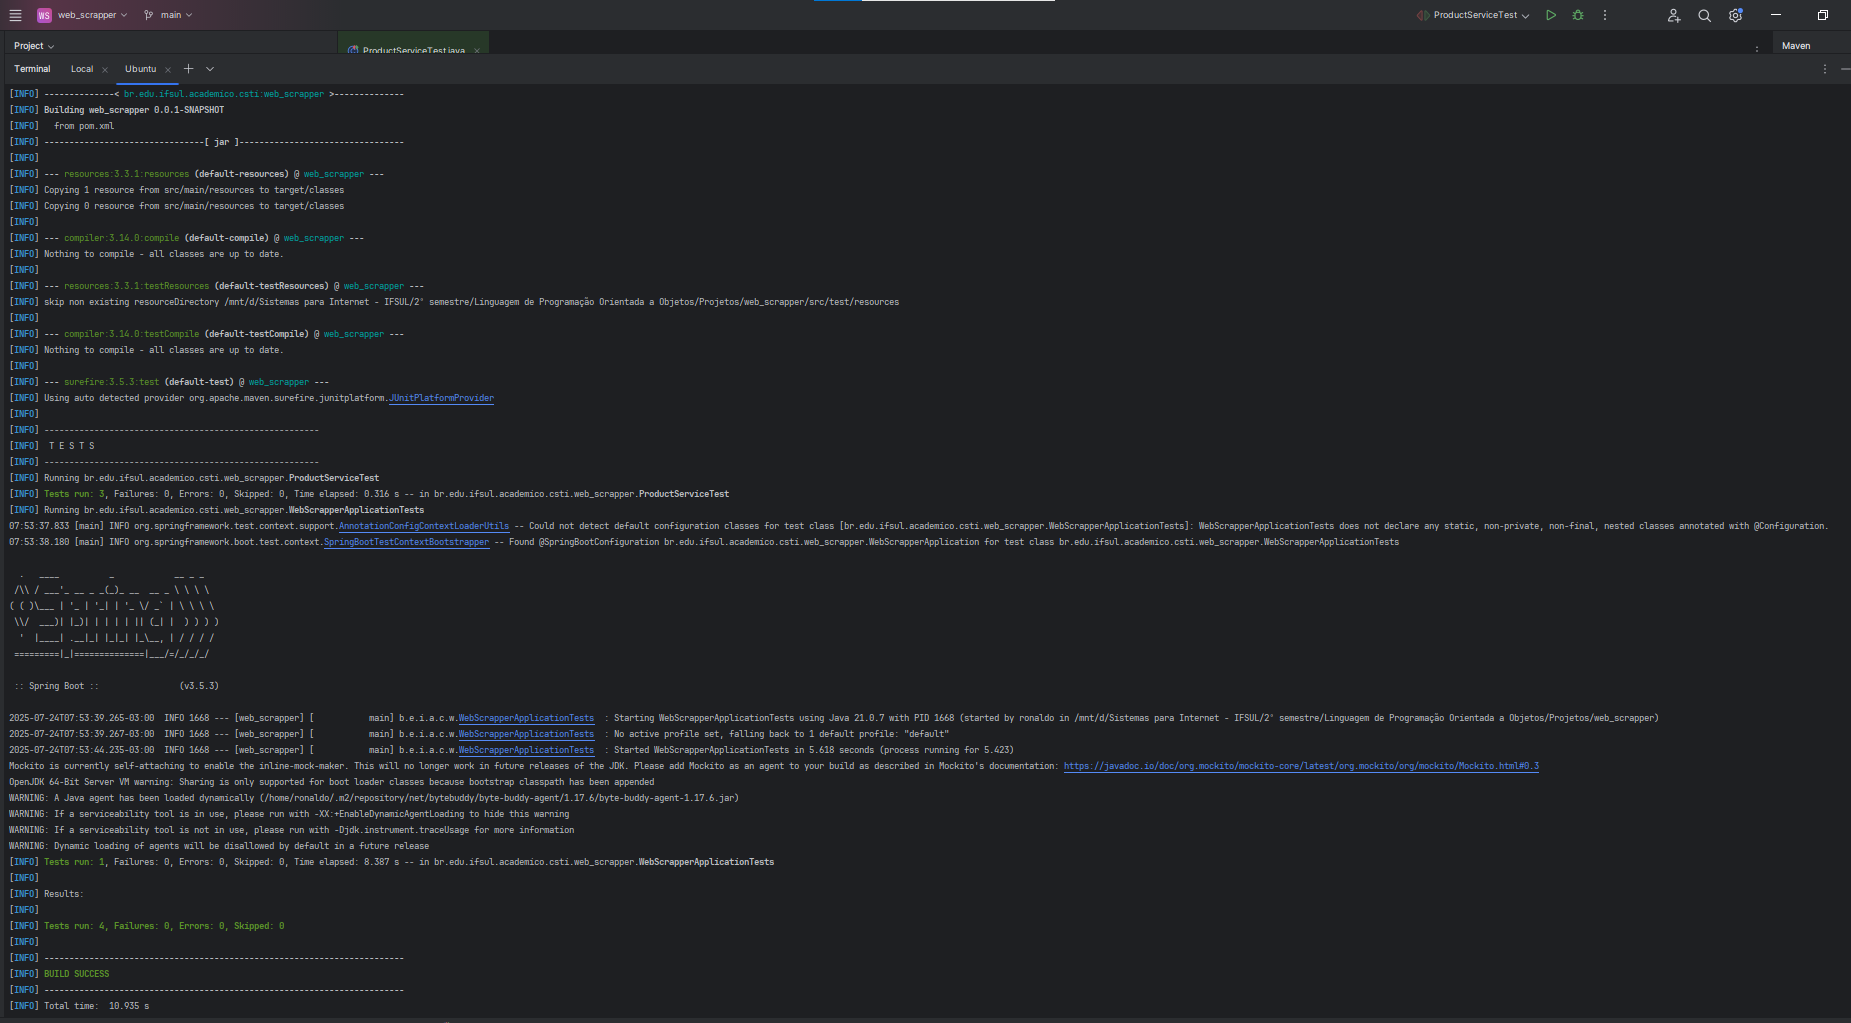 WS web_scrapper main ProductServiceTest
Project ProductServiceTest.java Maven
Terminal Local Ubuntu
[INFO] --------------< br.edu.ifsul.academico.csti:web_scrapper >--------------
[INFO] Building web_scrapper 0.0.1-SNAPSHOT
[INFO]   from pom.xml
[INFO] --------------------------------[ jar ]---------------------------------
[INFO]
[INFO] --- resources:3.3.1:resources (default-resources) @ web_scrapper ---
[INFO] Copying 1 resource from src/main/resources to target/classes
[INFO] Copying 0 resource from src/main/resources to target/classes
[INFO]
[INFO] --- compiler:3.14.0:compile (default-compile) @ web_scrapper ---
[INFO] Nothing to compile - all classes are up to date.
[INFO]
[INFO] --- resources:3.3.1:testResources (default-testResources) @ web_scrapper ---
[INFO] skip non existing resourceDirectory /mnt/d/Sistemas para Internet - IFSUL/2° semestre/Linguagem de Programação Orientada a Objetos/Projetos/web_scrapper/src/test/resources
[INFO]
[INFO] --- compiler:3.14.0:testCompile (default-testCompile) @ web_scrapper ---
[INFO] Nothing to compile - all classes are up to date.
[INFO]
[INFO] --- surefire:3.5.3:test (default-test) @ web_scrapper ---
[INFO] Using auto detected provider org.apache.maven.surefire.junitplatform.JUnitPlatformProvider
[INFO]
[INFO] -------------------------------------------------------
[INFO]  T E S T S
[INFO] -------------------------------------------------------
[INFO] Running br.edu.ifsul.academico.csti.web_scrapper.ProductServiceTest
[INFO] Tests run: 3, Failures: 0, Errors: 0, Skipped: 0, Time elapsed: 0.316 s -- in br.edu.ifsul.academico.csti.web_scrapper.ProductServiceTest
[INFO] Running br.edu.ifsul.academico.csti.web_scrapper.WebScrapperApplicationTests
07:53:37.833 [main] INFO org.springframework.test.context.support.AnnotationConfigContextLoaderUtils -- Could not detect default configuration classes for test class [br.edu.ifsul.academico.csti.web_scrapper.WebScrapperApplicationTests]: WebScrapperApplicationTests does not declare any static, non-private, non-final, nested classes annotated with @Configuration.
07:53:38.180 [main] INFO org.springframework.boot.test.context.SpringBootTestContextBootstrapper -- Found @SpringBootConfiguration br.edu.ifsul.academico.csti.web_scrapper.WebScrapperApplication for test class br.edu.ifsul.academico.csti.web_scrapper.WebScrapperApplicationTests
  .   ____          _            __ _ _
 /\\ / ___'_ __ _ _(_)_ __  __ _ \ \ \ \
( ( )\___ | '_ | '_| | '_ \/ _` | \ \ \ \
 \\/  ___)| |_)| | | | | || (_| |  ) ) ) )
  '  |____| .__|_| |_|_| |_\__, | / / / /
 =========|_|==============|___/=/_/_/_/
 :: Spring Boot ::                (v3.5.3)
2025-07-24T07:53:39.265-03:00  INFO 1668 --- [web_scrapper] [           main] b.e.i.a.c.w.WebScrapperApplicationTests  : Starting WebScrapperApplicationTests using Java 21.0.7 with PID 1668 (started by ronaldo in /mnt/d/Sistemas para Internet - IFSUL/2° semestre/Linguagem de Programação Orientada a Objetos/Projetos/web_scrapper)
2025-07-24T07:53:39.267-03:00  INFO 1668 --- [web_scrapper] [           main] b.e.i.a.c.w.WebScrapperApplicationTests  : No active profile set, falling back to 1 default profile: "default"
2025-07-24T07:53:44.235-03:00  INFO 1668 --- [web_scrapper] [           main] b.e.i.a.c.w.WebScrapperApplicationTests  : Started WebScrapperApplicationTests in 5.618 seconds (process running for 5.423)
Mockito is currently self-attaching to enable the inline-mock-maker. This will no longer work in future releases of the JDK. Please add Mockito as an agent to your build as described in Mockito's documentation: https://javadoc.io/doc/org.mockito/mockito-core/latest/org.mockito/org/mockito/Mockito.html#0.3
OpenJDK 64-Bit Server VM warning: Sharing is only supported for boot loader classes because bootstrap classpath has been appended
WARNING: A Java agent has been loaded dynamically (/home/ronaldo/.m2/repository/net/bytebuddy/byte-buddy-agent/1.17.6/byte-buddy-agent-1.17.6.jar)
WARNING: If a serviceability tool is in use, please run with -XX:+EnableDynamicAgentLoading to hide this warning
WARNING: If a serviceability tool is not in use, please run with -Djdk.instrument.traceUsage for more information
WARNING: Dynamic loading of agents will be disallowed by default in a future release
[INFO] Tests run: 1, Failures: 0, Errors: 0, Skipped: 0, Time elapsed: 8.387 s -- in br.edu.ifsul.academico.csti.web_scrapper.WebScrapperApplicationTests
[INFO]
[INFO] Results:
[INFO]
[INFO] Tests run: 4, Failures: 0, Errors: 0, Skipped: 0
[INFO]
[INFO] ------------------------------------------------------------------------
[INFO] BUILD SUCCESS
[INFO] ------------------------------------------------------------------------
[INFO] Total time:  10.935 s